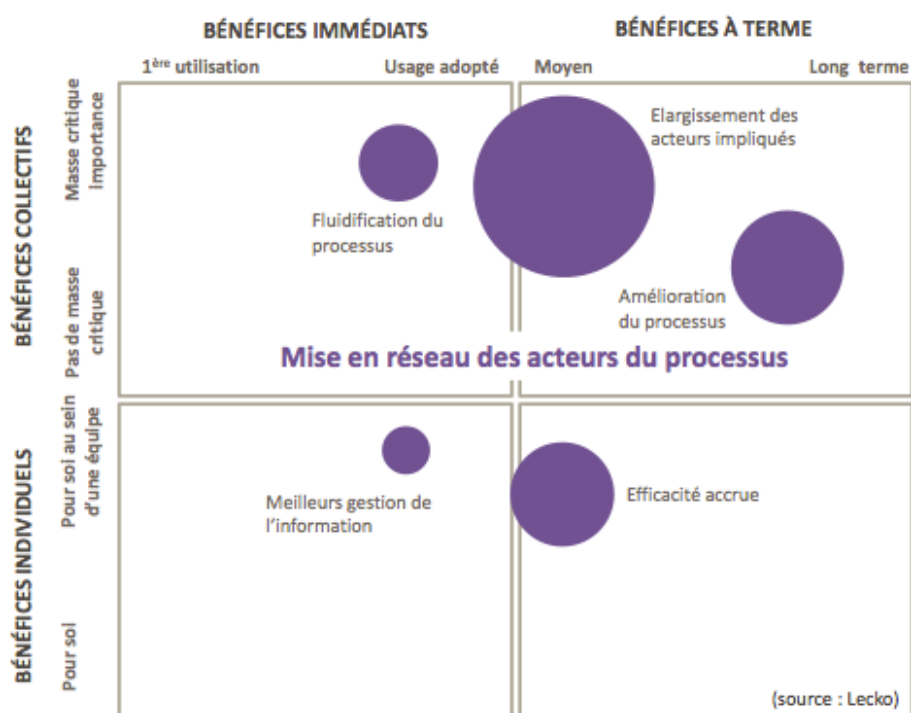 BÉNÉFICES IMMÉDIATS
BÉNÉFICES À TERME
1ère utilisation
Usage adopté
Moyen
Long terme
BÉNÉFICES COLLECTIFS
Masse critique
importance
Pas de masse
critique
Elargissement des
acteurs impliqués
Fluidification du
processus
Amélioration
du processus
Mise en réseau des acteurs du processus
BÉNÉFICES INDIVIDUELS
Pour soi au sein
d'une équipe
Pour soi
Meilleurs gestion de
l'information
Efficacité accrue
(source : Lecko)